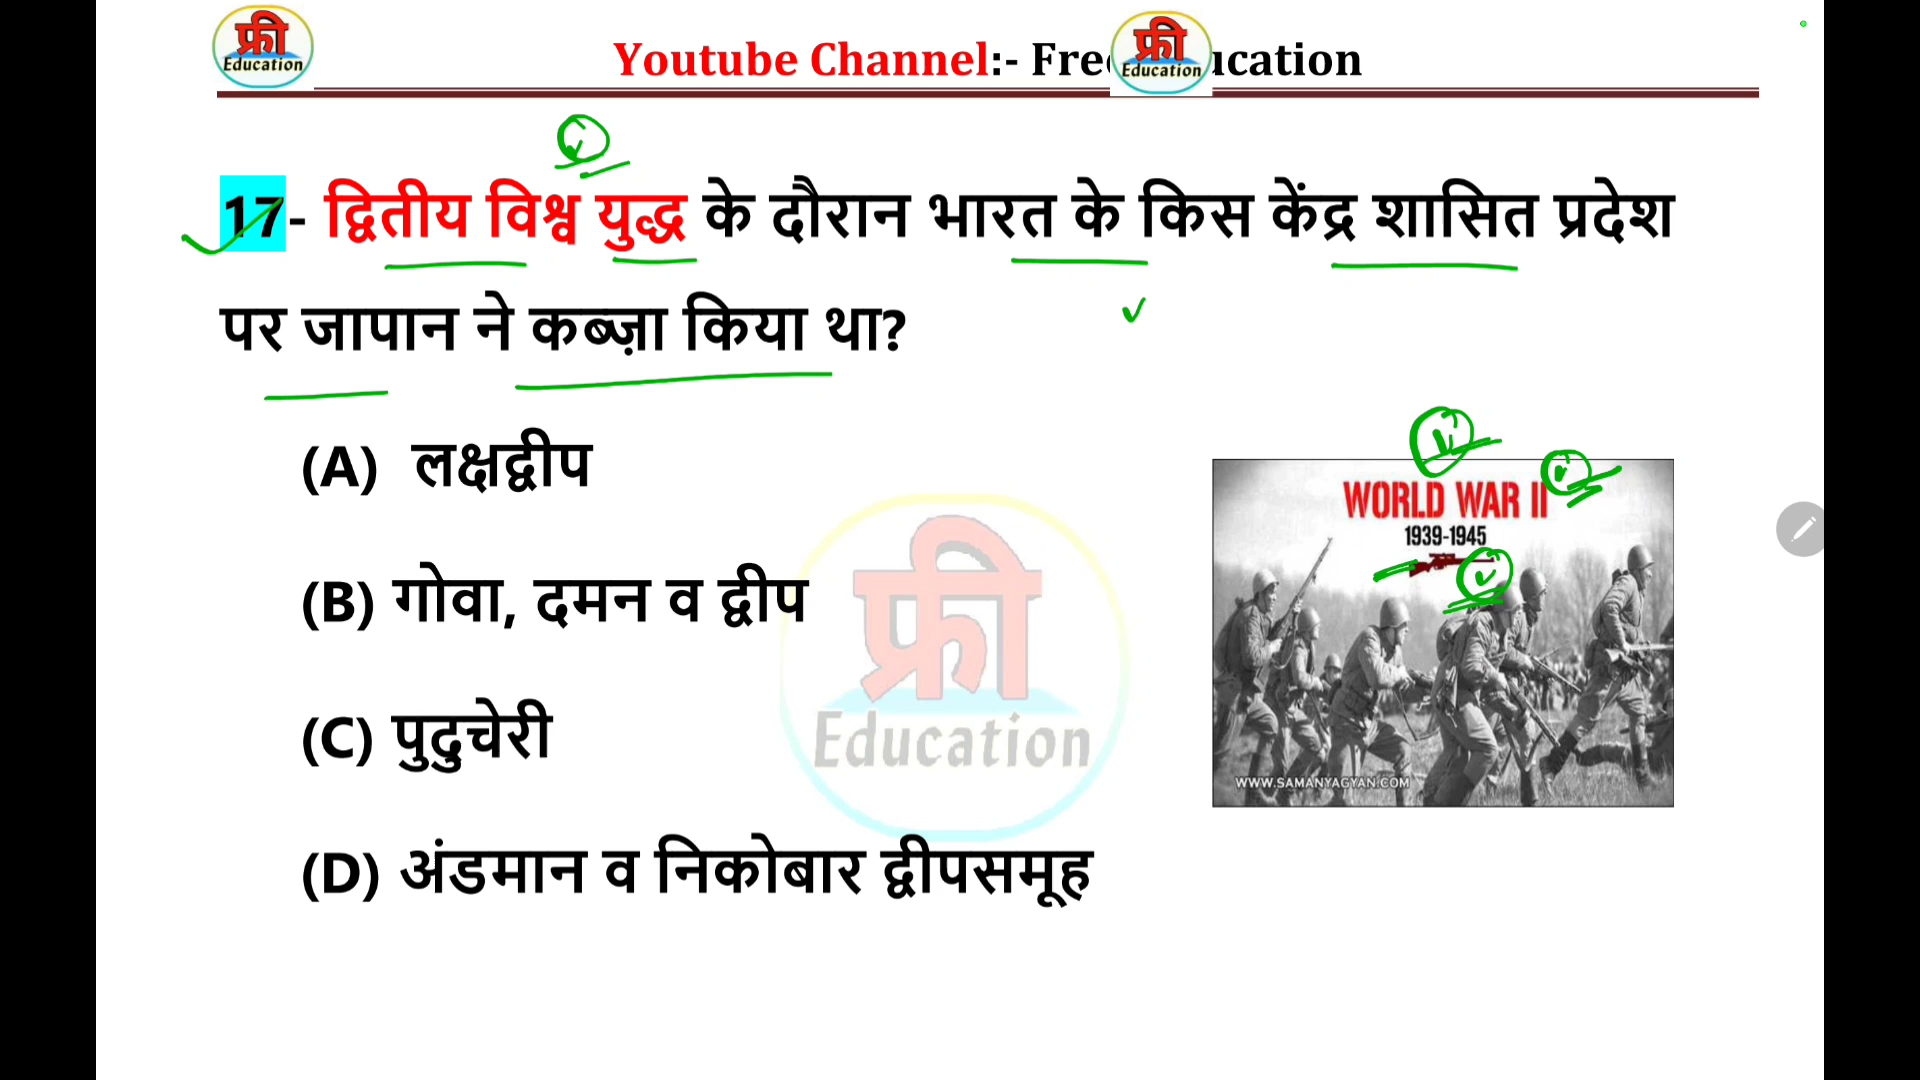 फ्री
Education
Youtube Channel:- Free Education
फ्री
Education
17- द्वितीय विश्व युद्ध के दौरान भारत के किस केंद्र शासित प्रदेश
पर जापान ने कब्ज़ा किया था?
(A) लक्षद्वीप
(B) गोवा, दमन व द्वीप
(C) पुदुचेरी
(D) अंडमान व निकोबार द्वीपसमूह
फ्री
Education
WORLD WAR II
1939-1945
WWW.SAMANYAGYAN.COM